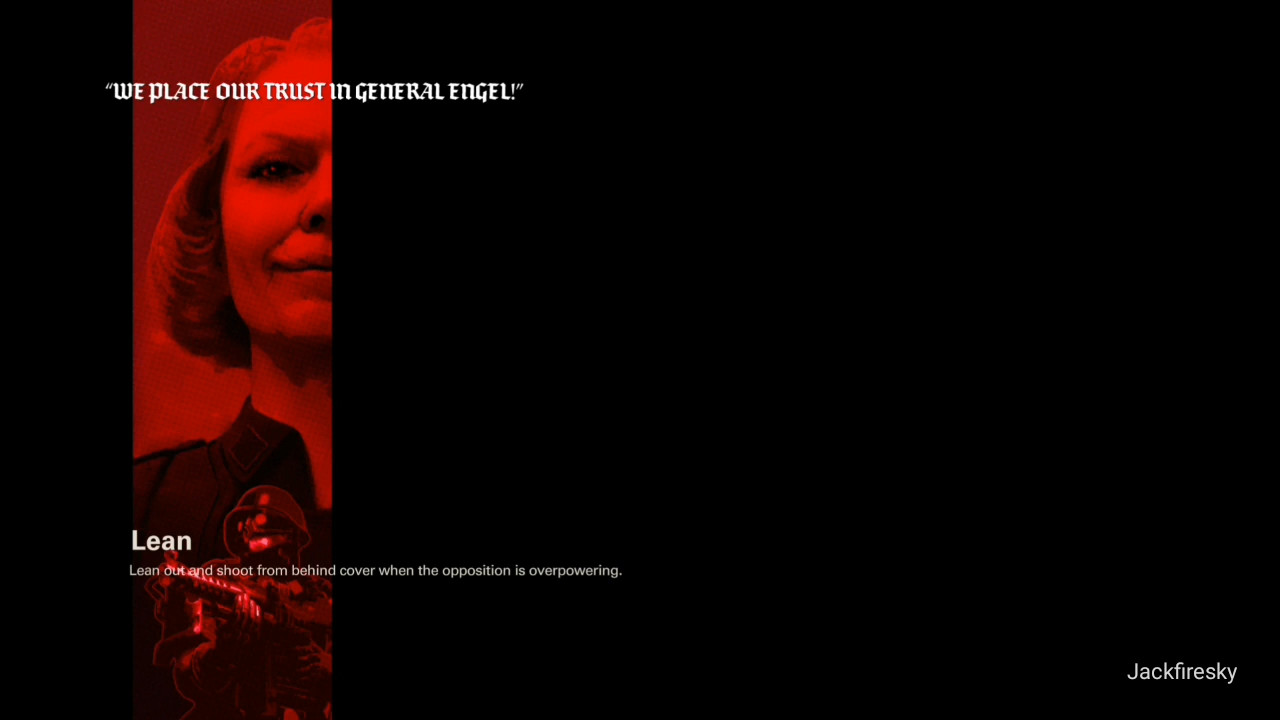 “WE PLACE OUR TRUST IN GENERAL ENGEL!”
Lean
Lean out and shoot from behind cover when the opposition is overpowering.
Jackfiresky